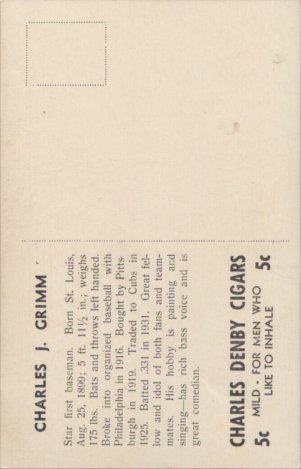 CHARLES J. GRIMM
Star first baseman. Born St. Louis,
Aug. 25, 1899; 5 ft. 11½ in.; weighs
175 lbs. Bats and throws left handed.
Broke into organized baseball with
Philadelphia in 1916. Bought by Pitts-
burgh in 1919. Traded to Cubs in
1925. Batted .331 in 1931. Great fel-
low and idol of both fans and team-
mates. His hobby is painting and
singing—has rich bass voice and is
great comedian.
CHARLES DENBY CIGARS
5c MILD - FOR MEN WHO 5c
LIKE TO INHALE